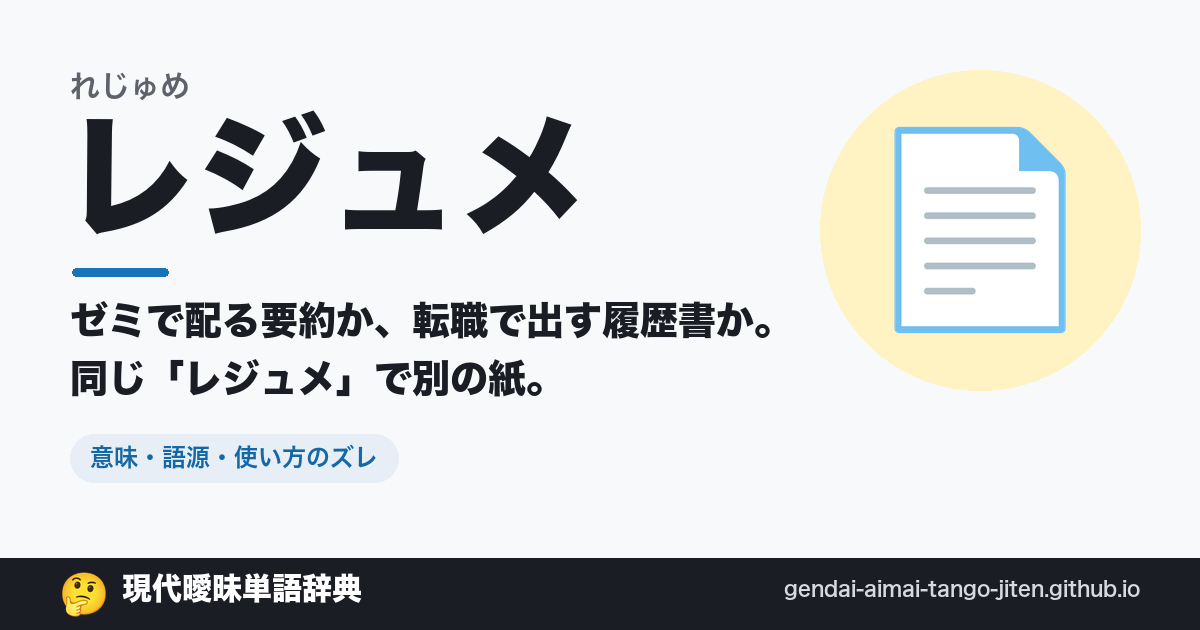 れじゅめ
レジュメ
ゼミで配る要約か、転職で出す履歴書か。
同じ「レジュメ」で別の紙。
意味・語源・使い方のズレ
現代曖昧単語辞典
gendai-aimai-tango-jiten.github.io